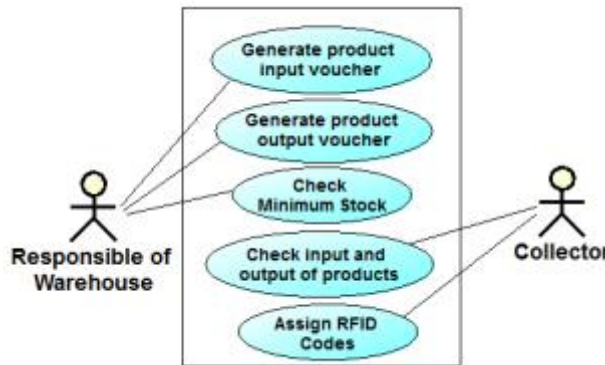 Generate product
input voucher
Generate product
output voucher
Check
Minimum Stock
Responsible of
Warehouse
Check input and
output of products
Collector
Assign RFID
Codes